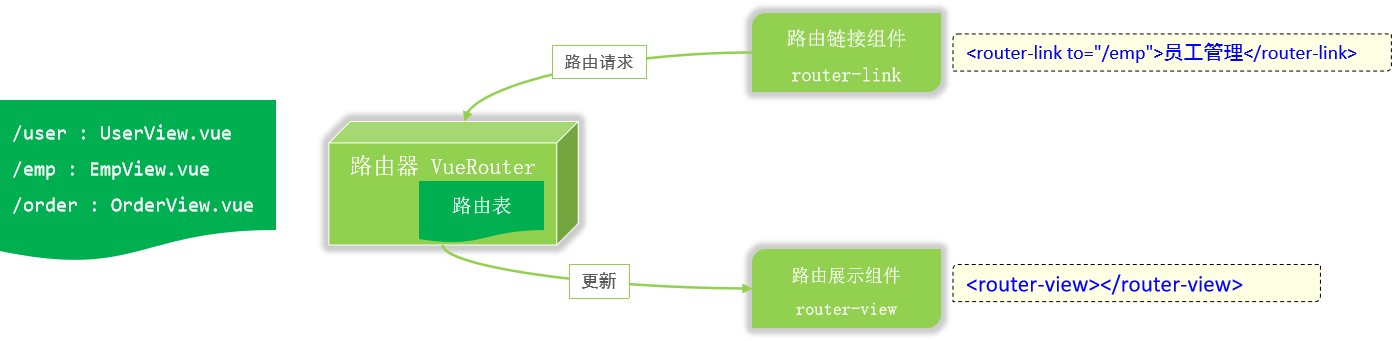 /user : UserView.vue
/emp : EmpView.vue
/order : OrderView.vue
路由请求
路由器 VueRouter
路由表
更新
路由链接组件
router-link
<router-link to="/emp">员工管理</router-link>
路由展示组件
router-view
<router-view></router-view>